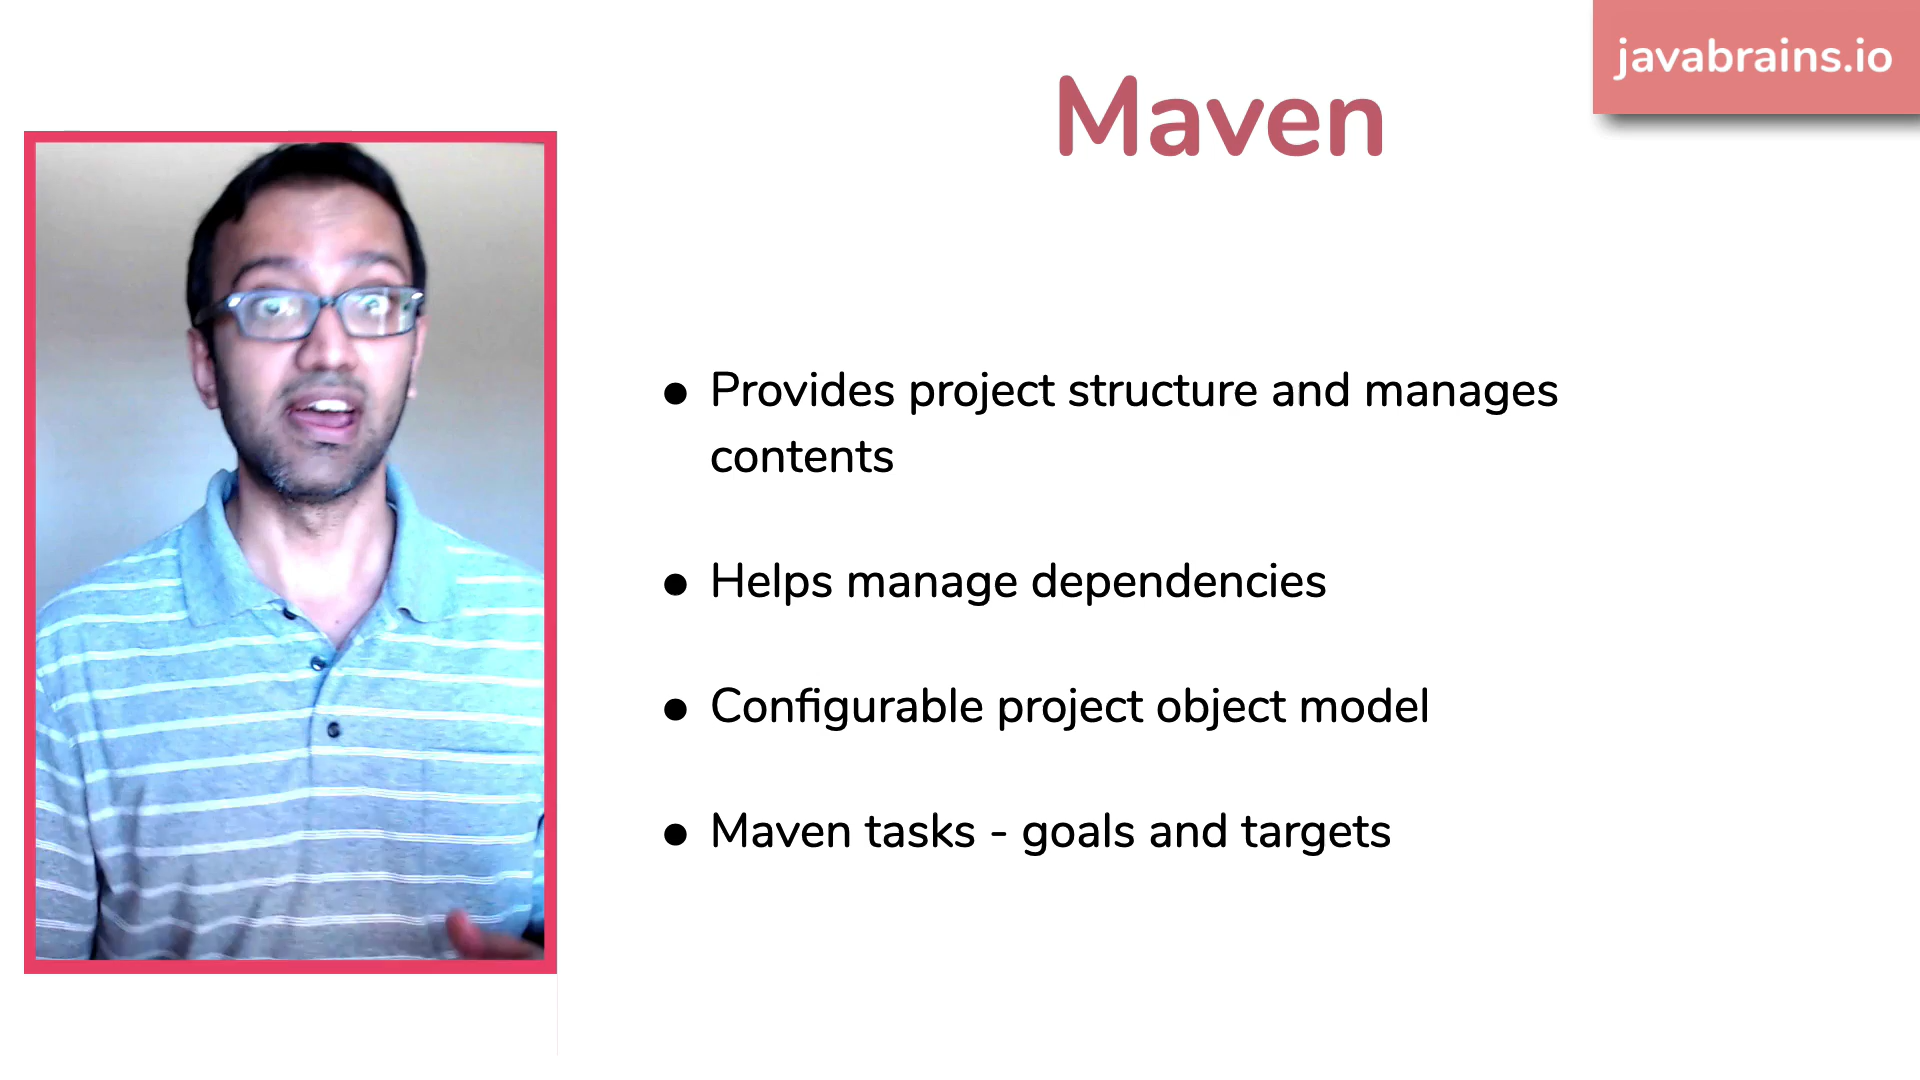 javabrains.io
Maven
● Provides project structure and manages
contents
● Helps manage dependencies
● Configurable project object model
● Maven tasks - goals and targets